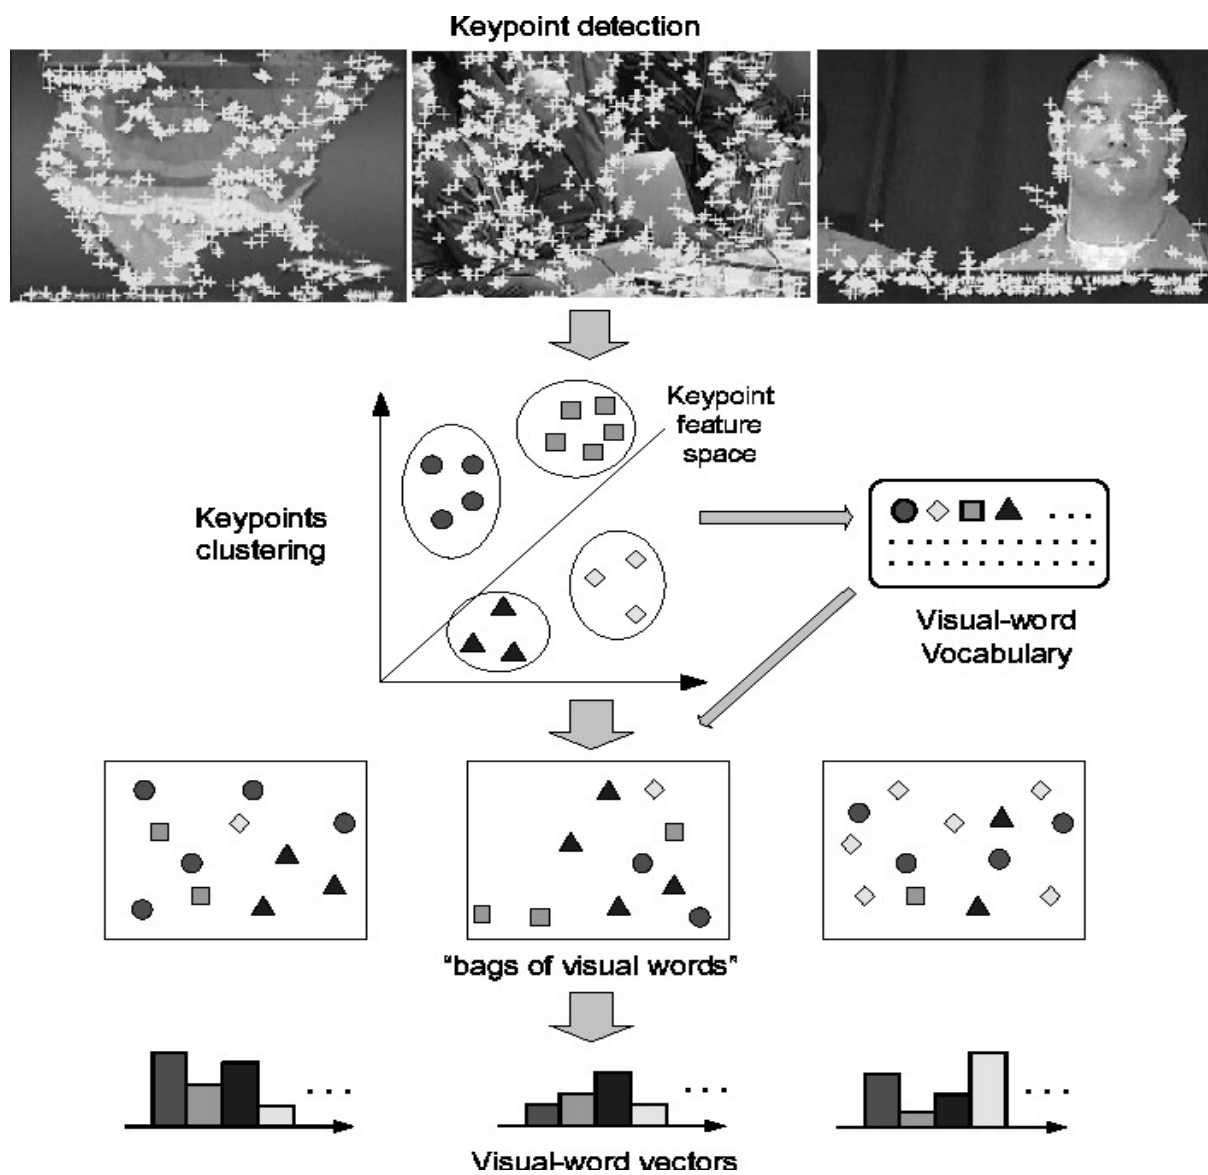 Keypoint detection
Keypoint
feature
space
Keypoints
clustering
Visual-word
Vocabulary
"bags of visual words"
Visual-word vectors